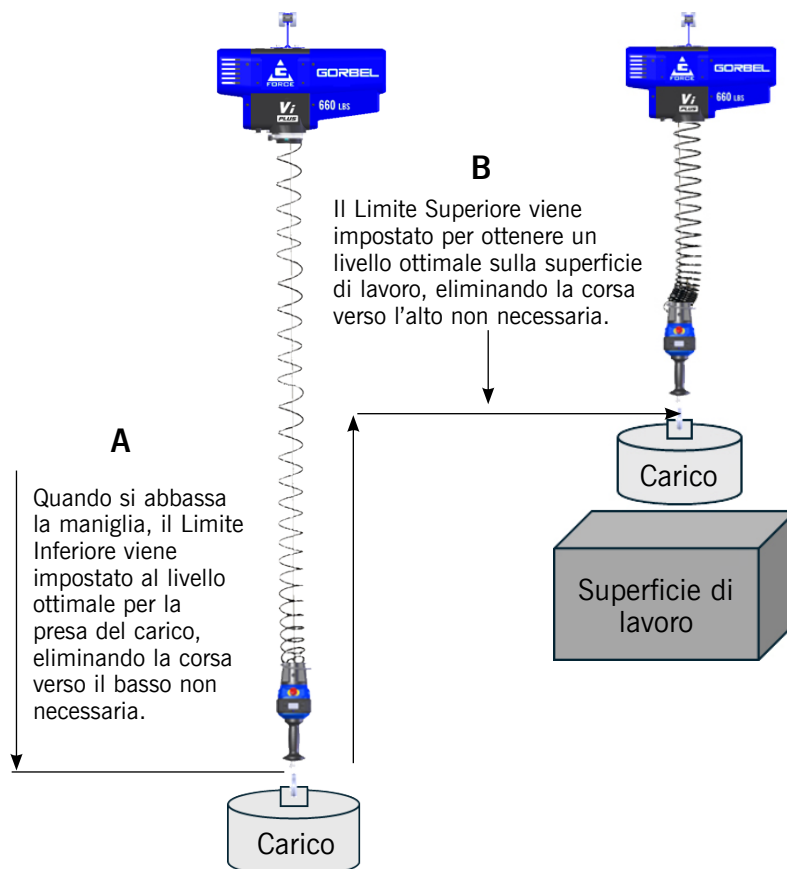 E
FORCE
GORBEL
Vi
PLUS
660 LBS
E
FORCE
GORBEL
Vi
PLUS
660 LBS
B
Il Limite Superiore viene
impostato per ottenere un
livello ottimale sulla superficie
di lavoro, eliminando la corsa
verso l’alto non necessaria.
A
Quando si abbassa
la maniglia, il Limite
Inferiore viene
impostato al livello
ottimale per la
presa del carico,
eliminando la corsa
verso il basso non
necessaria.
Carico
Superficie di
lavoro
Carico